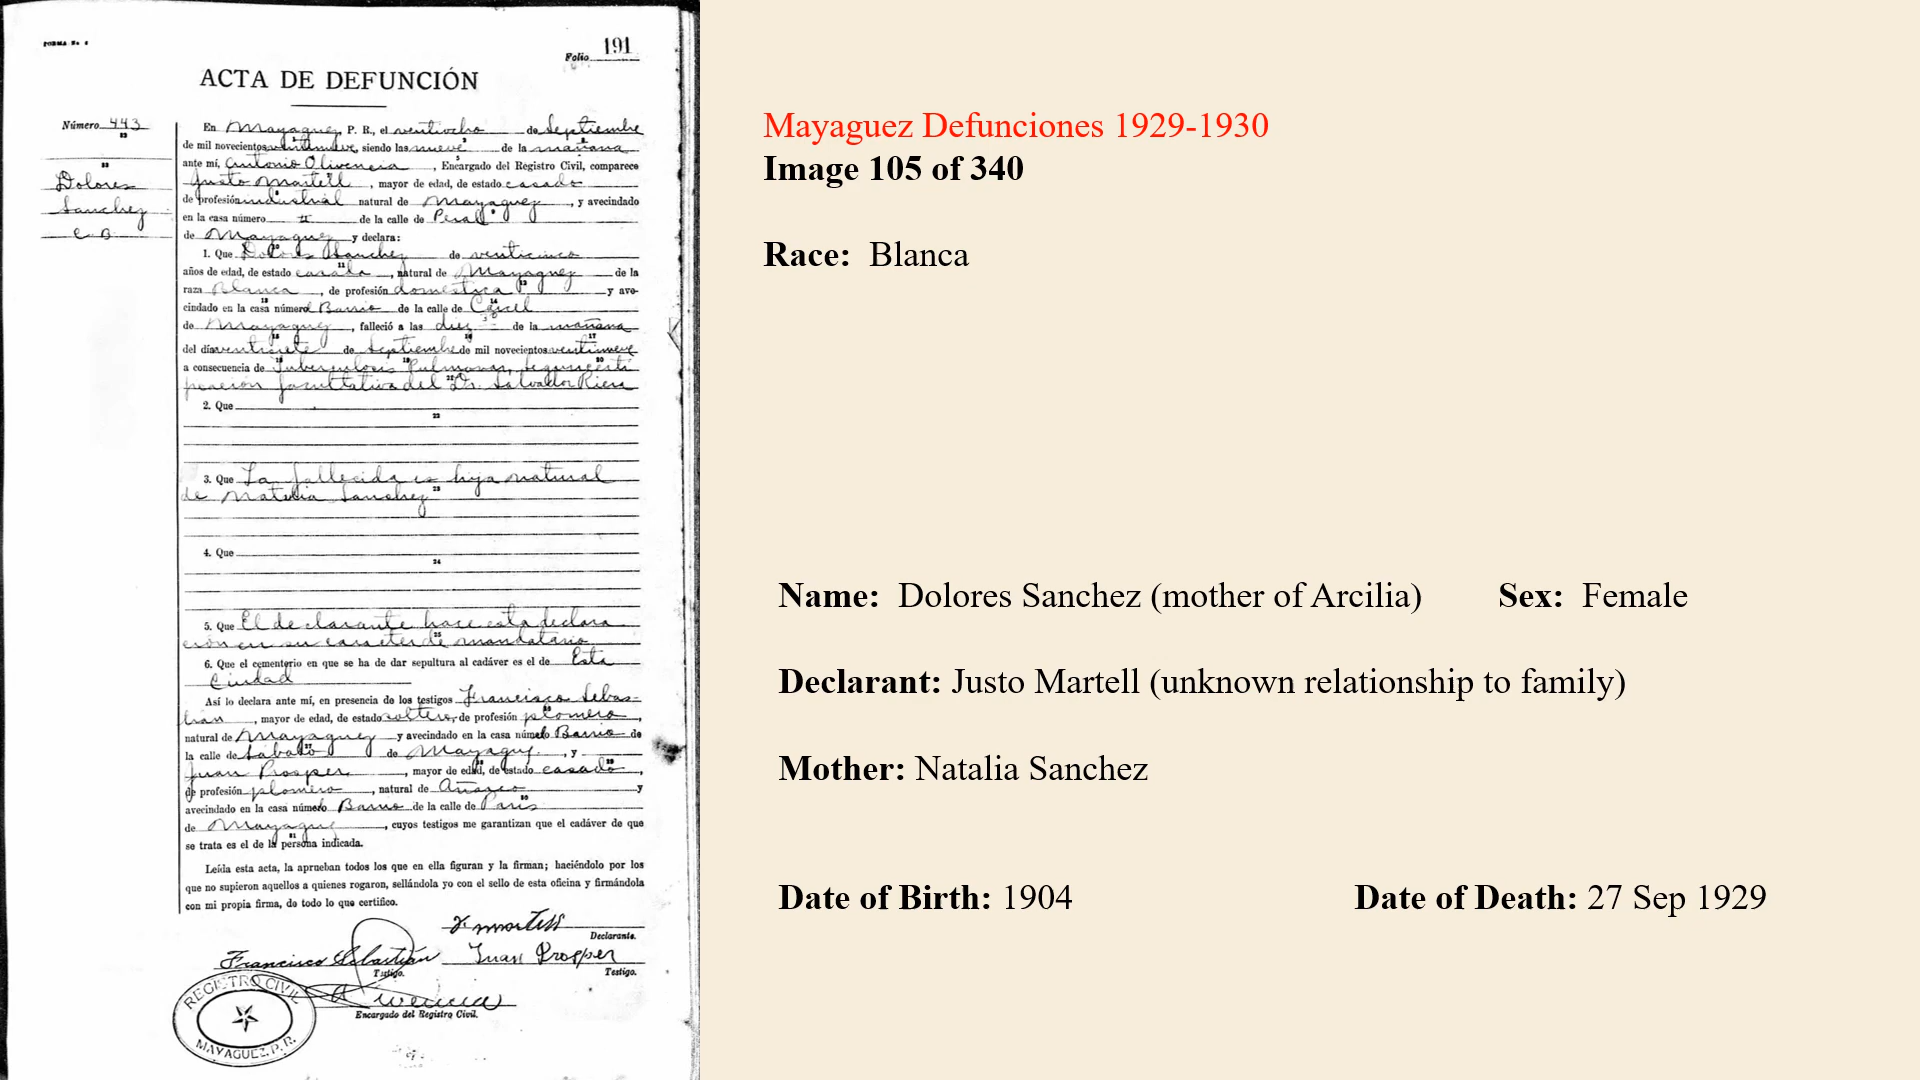 FORMA No. 4
Folio 191
ACTA DE DEFUNCIÓN
Número 443
Dolores
Sanchez
En Mayaguez, P. R., el veintiocho de Septiembre
de mil novecientos veintinueve, siendo las nueve de la mañana
ante mí, Antonio Olivencia, Encargado del Registro Civil, comparece
Justo Martell, mayor de edad, de estado casado
de profesión industrial natural de Mayaguez, y avecindado
en la casa número de la calle de Peral
de Mayaguez y declara:
1. Que Dolores Sanchez de venticinco
años de edad, de estado casada, natural de Mayaguez de la
raza Blanca, de profesión domestica y ave-
cindado en la casa número Barrio de la calle de Carcel
de Mayaguez, falleció a las diez de la mañana
del día ventisiete de Septiembre de mil novecientos veintinueve
a consecuencia de Tuberculosis Pulmonar, segun certi
ficacion facultativa del Dr. Salvador Riera
2. Que
3. Que La fallecida es hija natural
de Natalia Sanchez
4. Que
5. Que El declarante hace esta declara
cion en su caracter de mandatario
6. Que el cementerio en que se ha de dar sepultura al cadáver es el de Esta
Ciudad
Así lo declara ante mí, en presencia de los testigos Francisco Sebas-
tian, mayor de edad, de estado soltero, de profesión plomero,
natural de Mayaguez y avecindado en la casa número Barrio de
la calle de Sabalo de Mayaguez, y
Juan Prosper, mayor de edad, de estado casado,
de profesión plomero, natural de Añasco y
avecindado en la casa número Barrio de la calle de Paris
de Mayaguez, cuyos testigos me garantizan que el cadáver de que
se trata es el de la persona indicada.
Leída esta acta, la aprueban todos los que en ella figuran y la firman; haciéndolo por los
que no supieron aquellos a quienes rogaron, sellándola yo con el sello de esta oficina y firmándola
con mi propia firma, de todo lo que certifico.
J. Martell
Declarante.
Francisco Sebastián Juan Prosper
Testigo. Testigo.
A Olivencia
Encargado del Registro Civil.
REGISTRO CIVIL
MAYAGUEZ, P. R.
Mayaguez Defunciones 1929-1930
Image 105 of 340
Race: Blanca
Name: Dolores Sanchez (mother of Arcilia) Sex: Female
Declarant: Justo Martell (unknown relationship to family)
Mother: Natalia Sanchez
Date of Birth: 1904 Date of Death: 27 Sep 1929